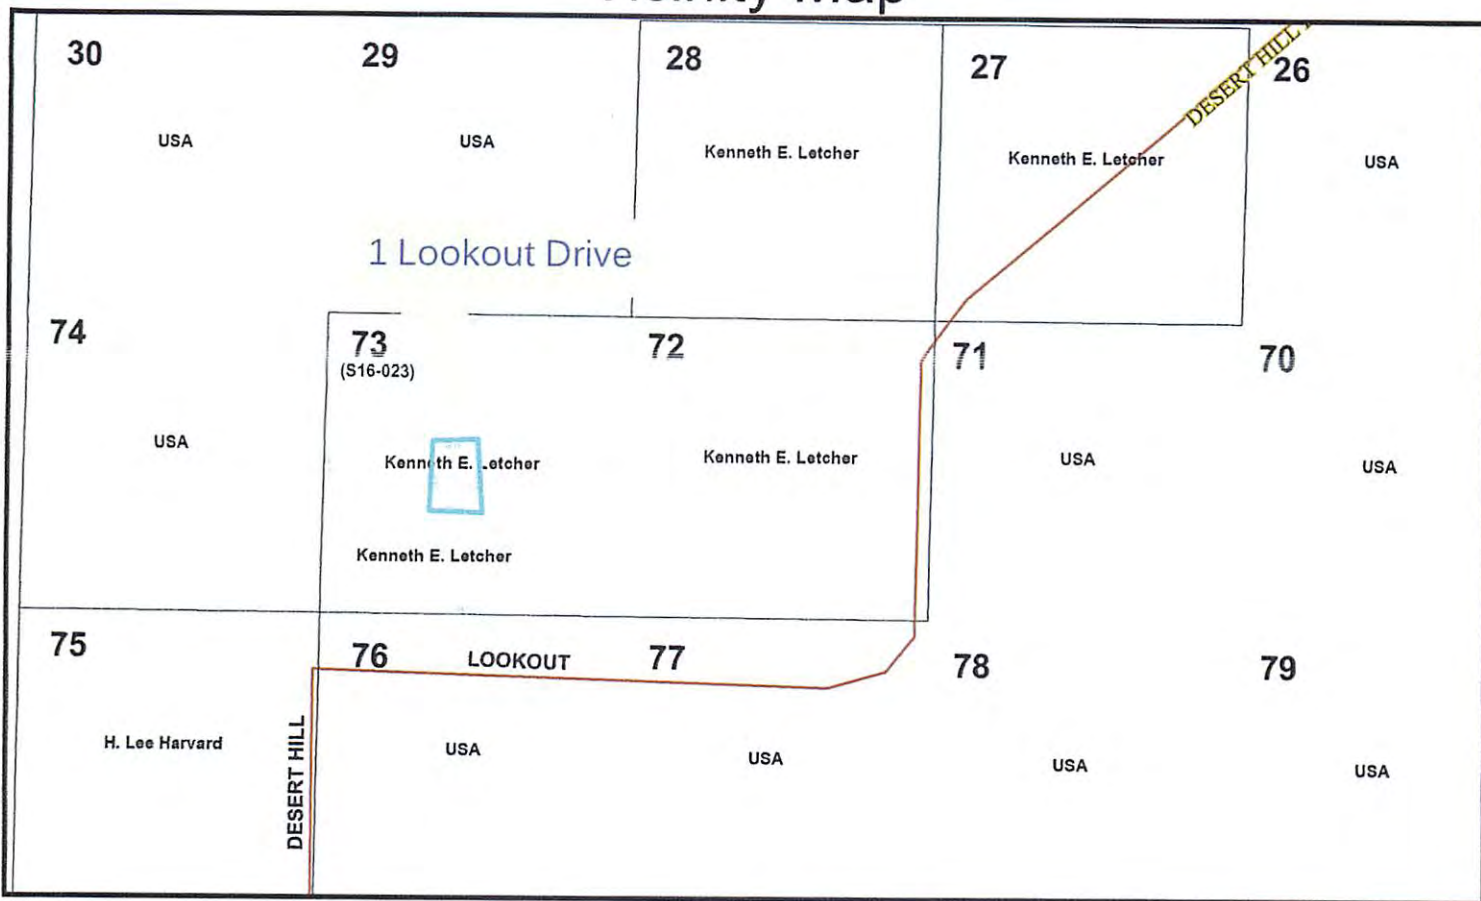 Map
30
29
28
27
26
DESERT HILL
USA
USA
Kenneth E. Letcher
Kenneth E. Letcher
USA
1 Lookout Drive
74
73
(S16-023)
72
71
70
USA
Kenneth E. Letcher
Kenneth E. Letcher
USA
USA
Kenneth E. Letcher
75
76
LOOKOUT
77
78
79
H. Lee Harvard
DESERT HILL
USA
USA
USA
USA